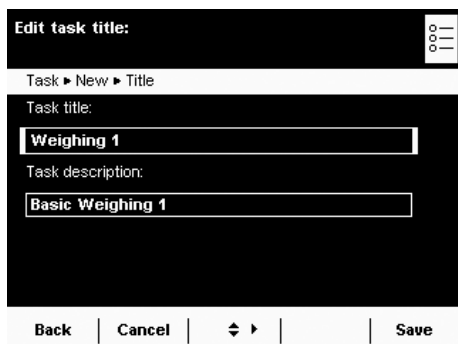 Edit task title:
Task ▸ New ▸ Title
Task title:
Weighing 1
Task description:
Basic Weighing 1
Back Cancel Save